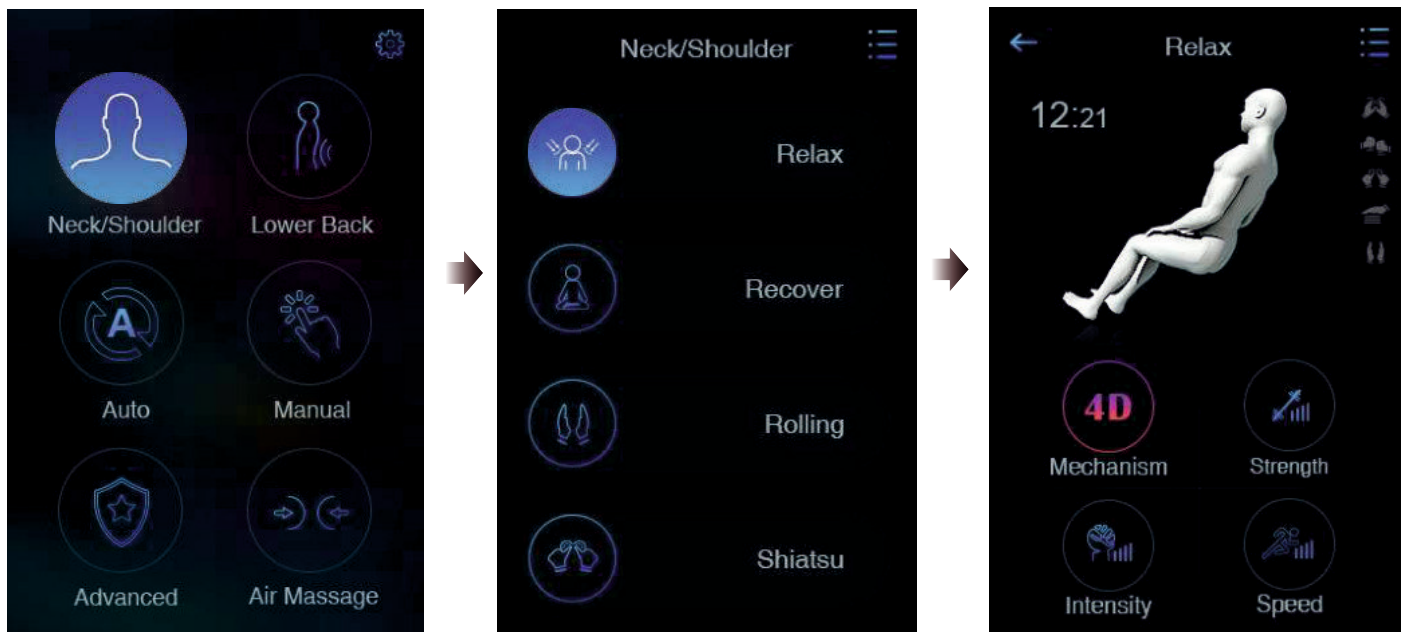 Neck/Shoulder
Lower Back
A
Auto
Manual
Advanced
Air Massage
Neck/Shoulder
Relax
Recover
Rolling
Shiatsu
Relax
12:21
4D
Mechanism
Strength
Intensity
Speed